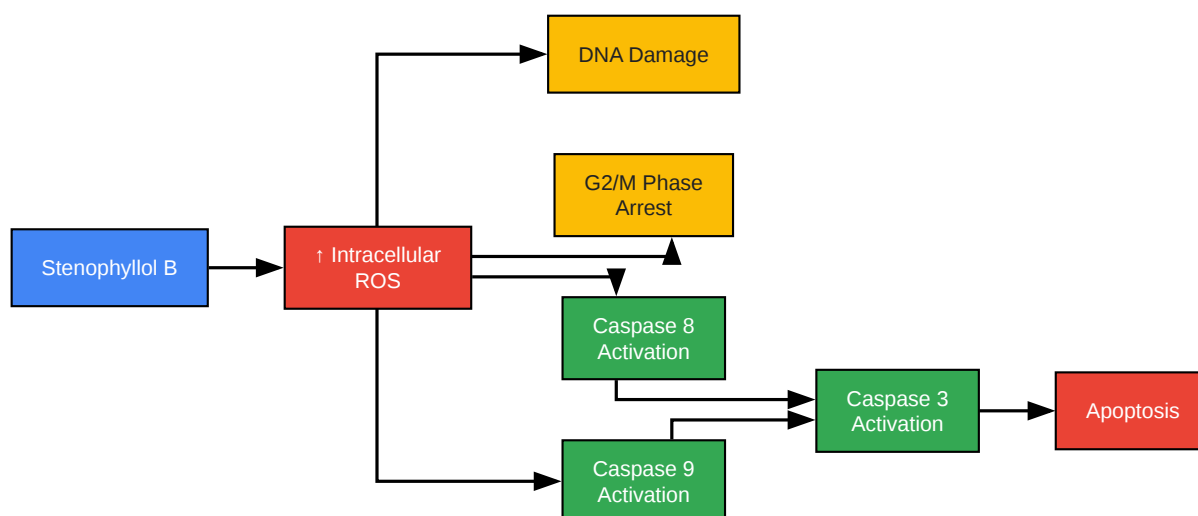 DNA Damage
G2/M Phase
Arrest
Stenophyllol B
↑ Intracellular
ROS
Caspase 8
Activation
Caspase 3
Activation
Apoptosis
Caspase 9
Activation